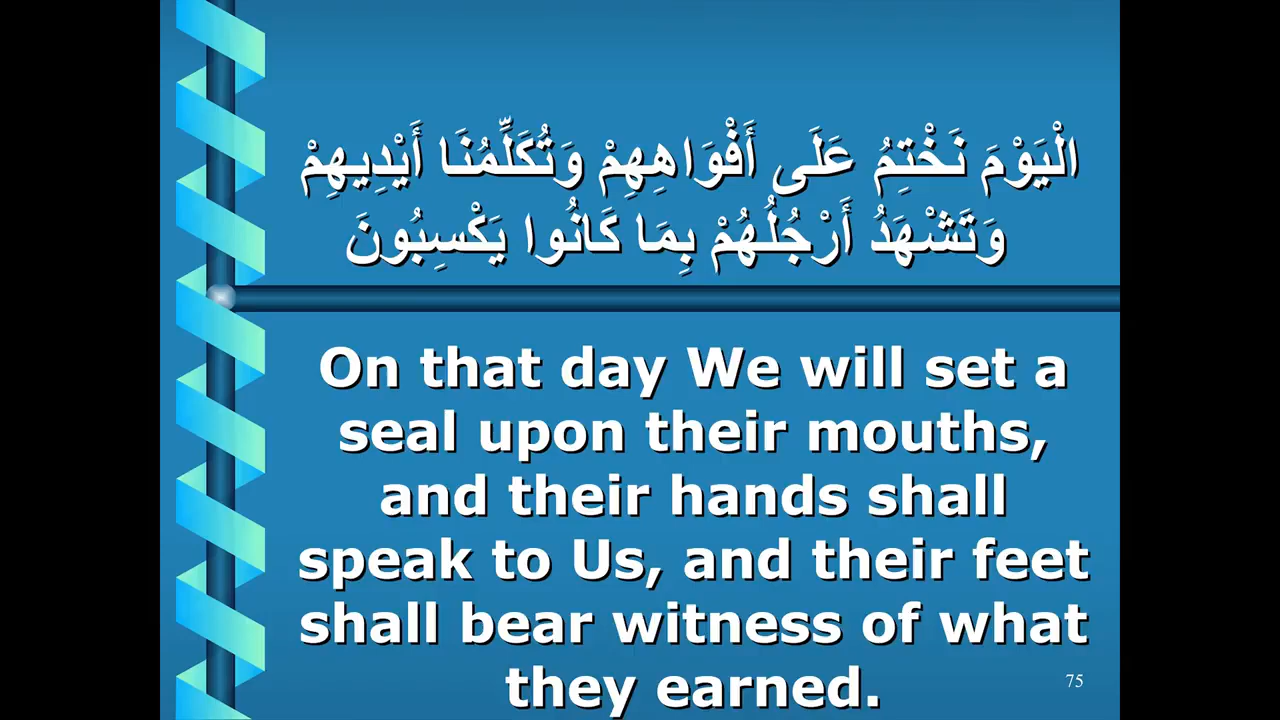 الْيَوْمَ نَخْتِمُ عَلَى أَفْوَاهِهِمْ وَتُكَلِّمُنَا أَيْدِيهِمْ
وَتَشْهَدُ أَرْجُلُهُمْ بِمَا كَانُوا يَكْسِبُونَ
On that day We will set a
seal upon their mouths,
and their hands shall
speak to Us, and their feet
shall bear witness of what
they earned.
75